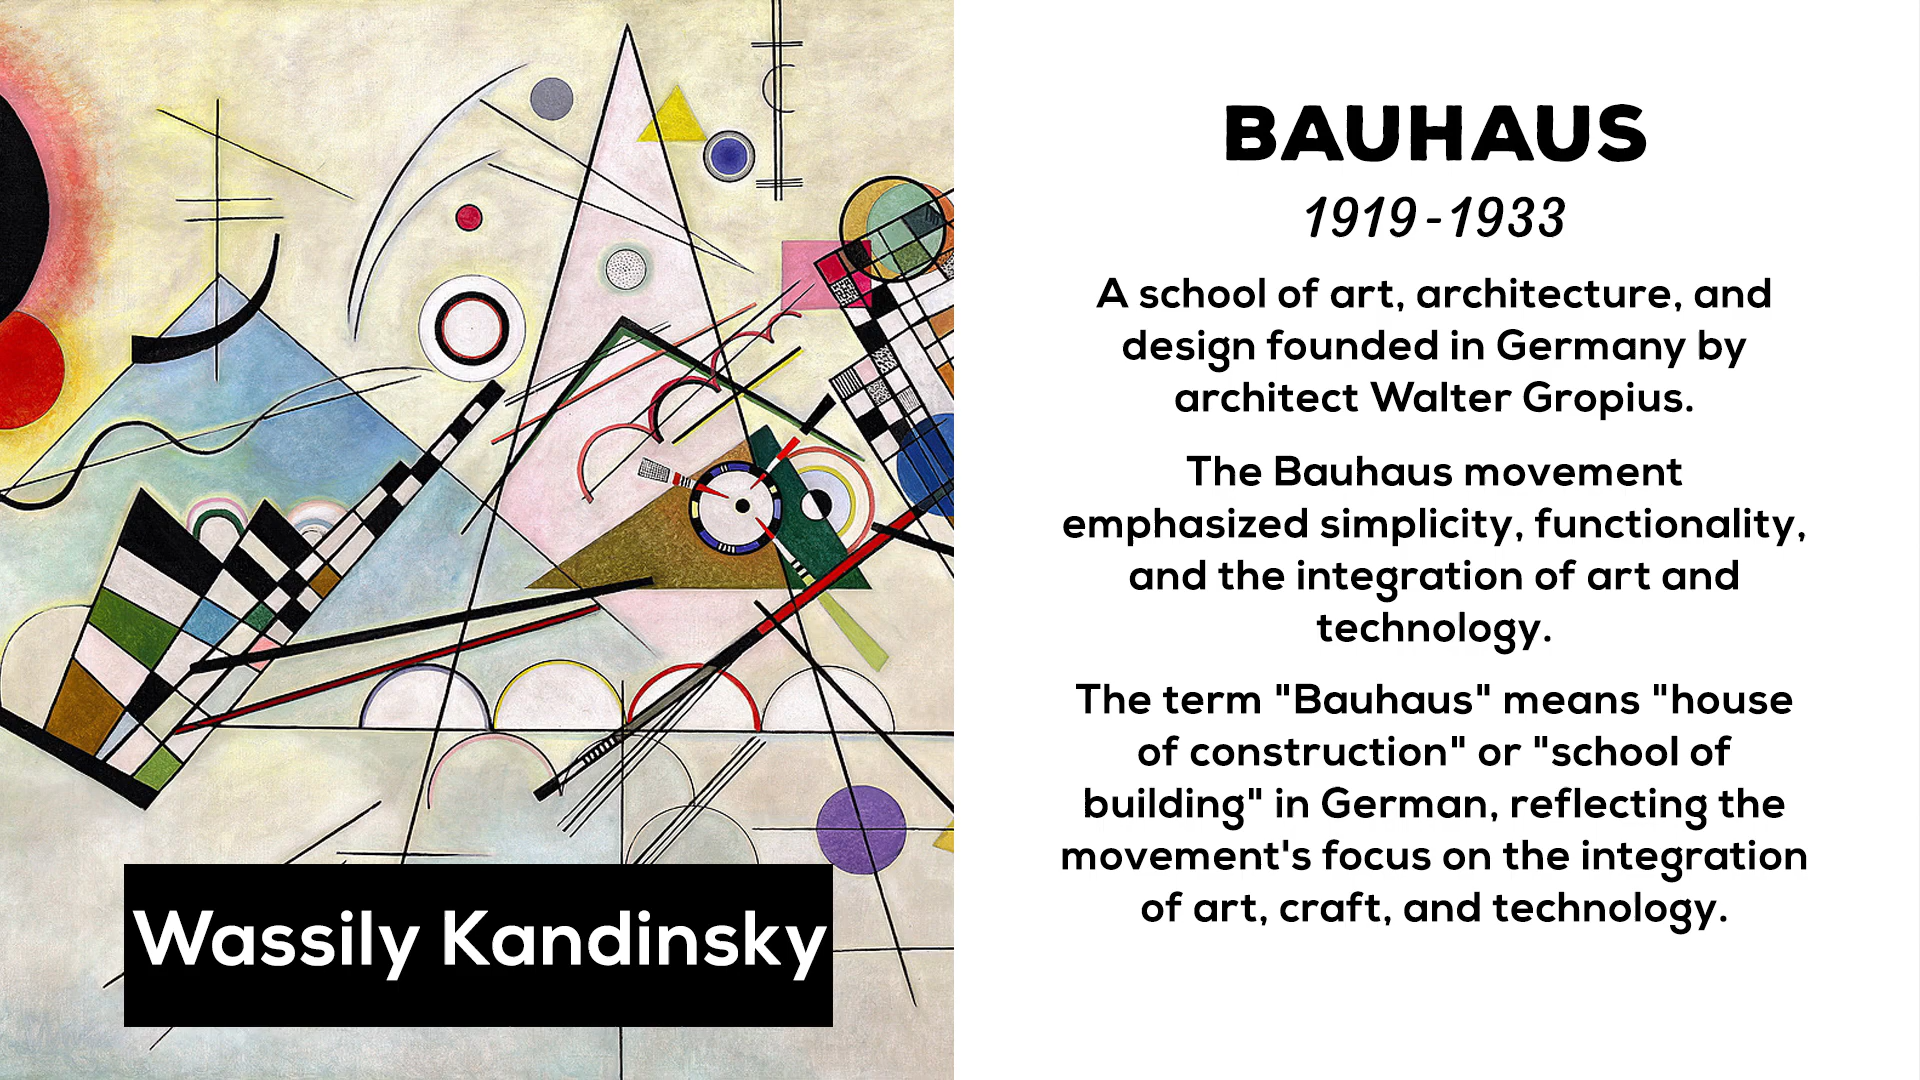 BAUHAUS
1919-1933
A school of art, architecture, and
design founded in Germany by
architect Walter Gropius.
The Bauhaus movement
emphasized simplicity, functionality,
and the integration of art and
technology.
The term "Bauhaus" means "house
of construction" or "school of
building" in German, reflecting the
movement's focus on the integration
of art, craft, and technology.
Wassily Kandinsky